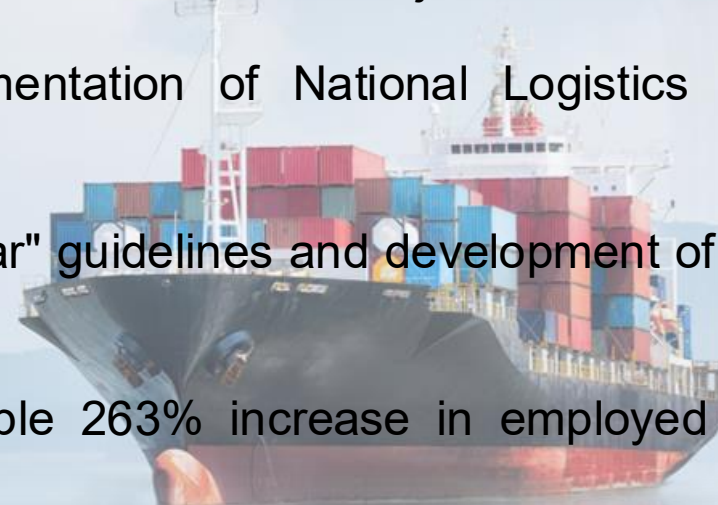 mentation of National Logistics
ar" guidelines and development of
ble 263% increase in employed